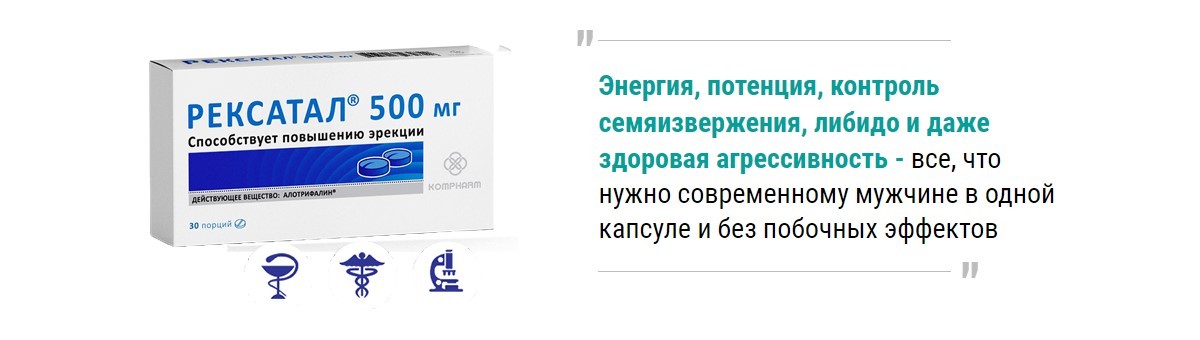 РЕКСАТАЛ® 500 мг
РЕКСАТАЛ® 500 мг
Способствует повышению эрекции
KOMPHARM
ДЕЙСТВУЮЩЕЕ ВЕЩЕСТВО: АЛОТРИФАЛИН®
30 порций
"
Энергия, потенция, контроль
семяизвержения, либидо и даже
здоровая агрессивность - все, что
нужно современному мужчине в одной
капсуле и без побочных эффектов
"